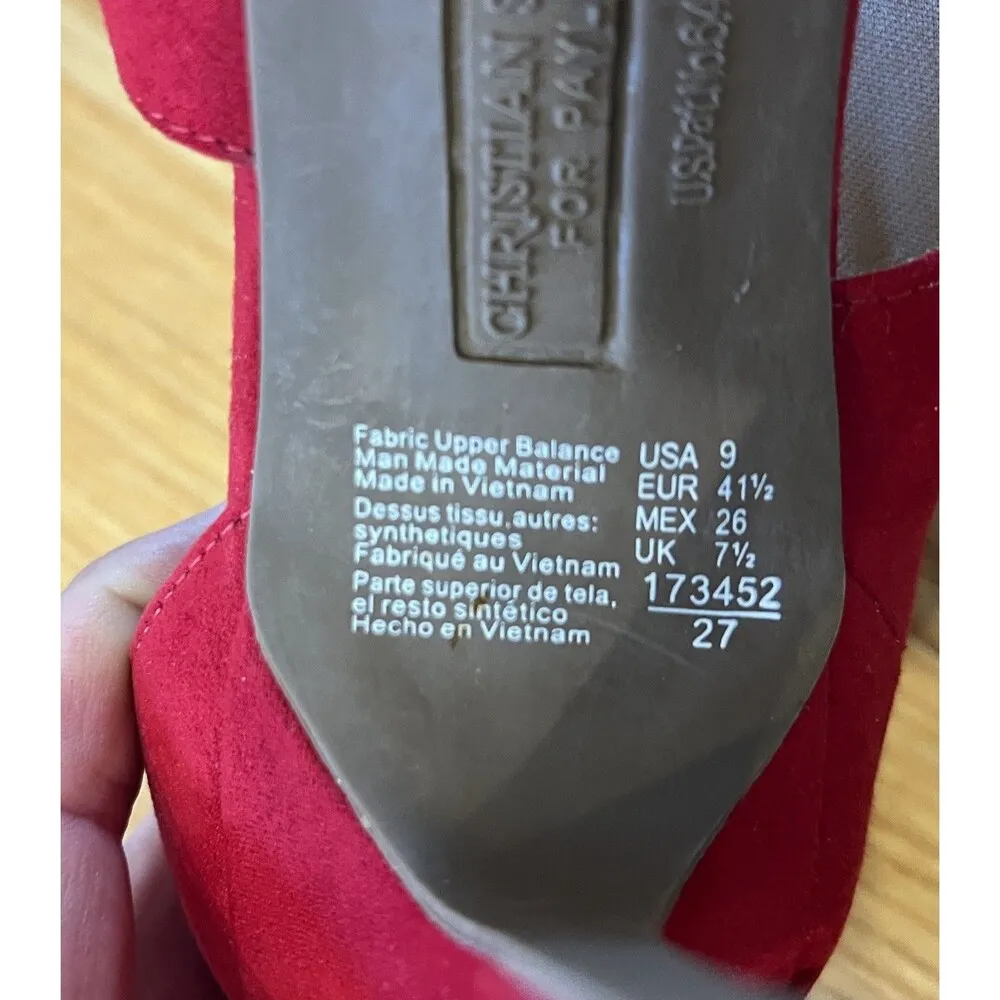 CHRISTIAN S
FOR PAYL
Fabric Upper Balance
Man Made Material
Made in Vietnam
Dessus tissu,autres:
synthetiques
Fabriqué au Vietnam
Parte superior de tela,
el resto sintético
Hecho en Vietnam
USA 9
EUR 41½
MEX 26
UK 7½
173452
27